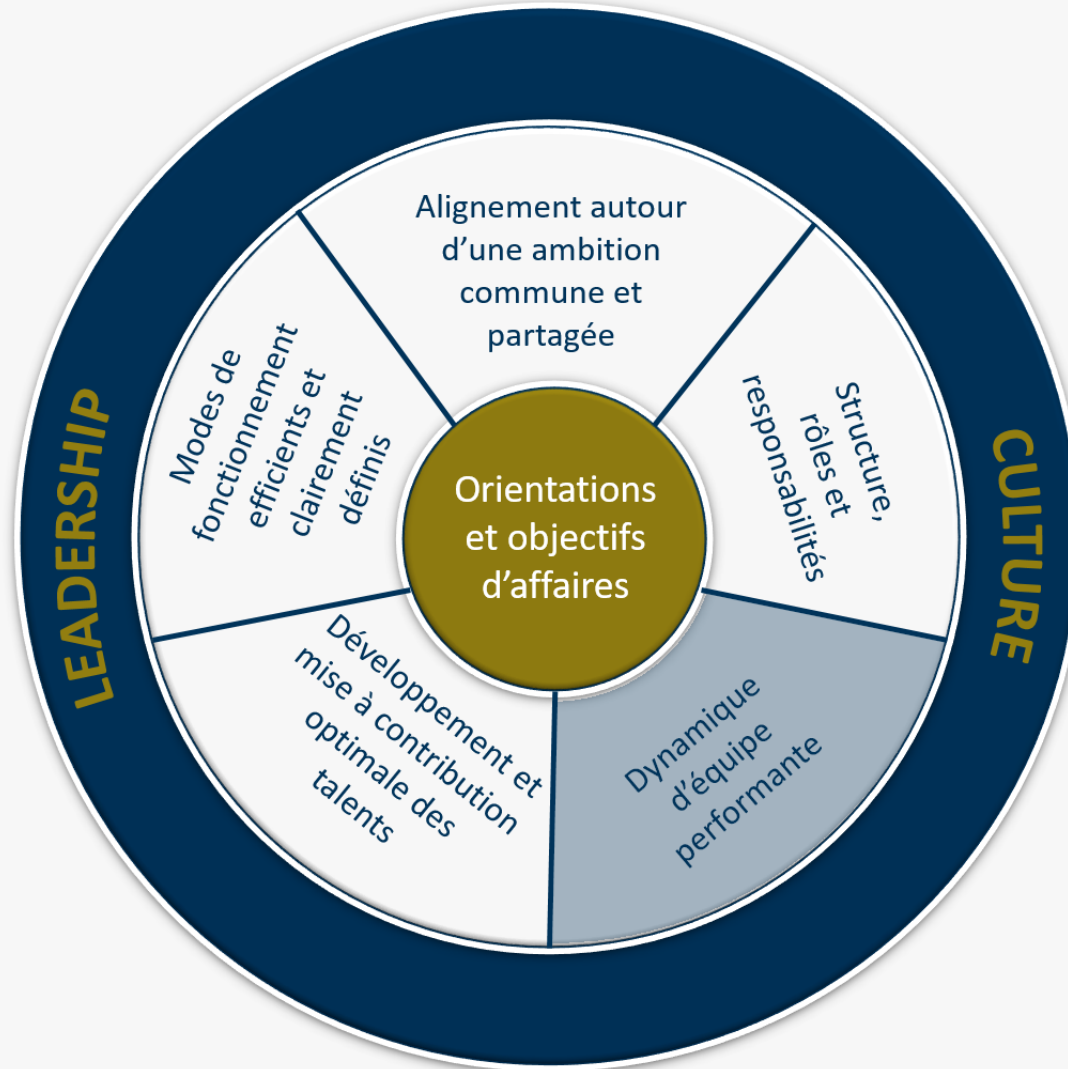 Alignement autour
d’une ambition
commune et
partagée
Structure,
rôles et
responsabilités
Dynamique
d’équipe
performante
Développement et
mise à contribution
optimale des
talents
Modes de
fonctionnement
efficients et
clairement
définis
Orientations
et objectifs
d’affaires
LEADERSHIP
CULTURE